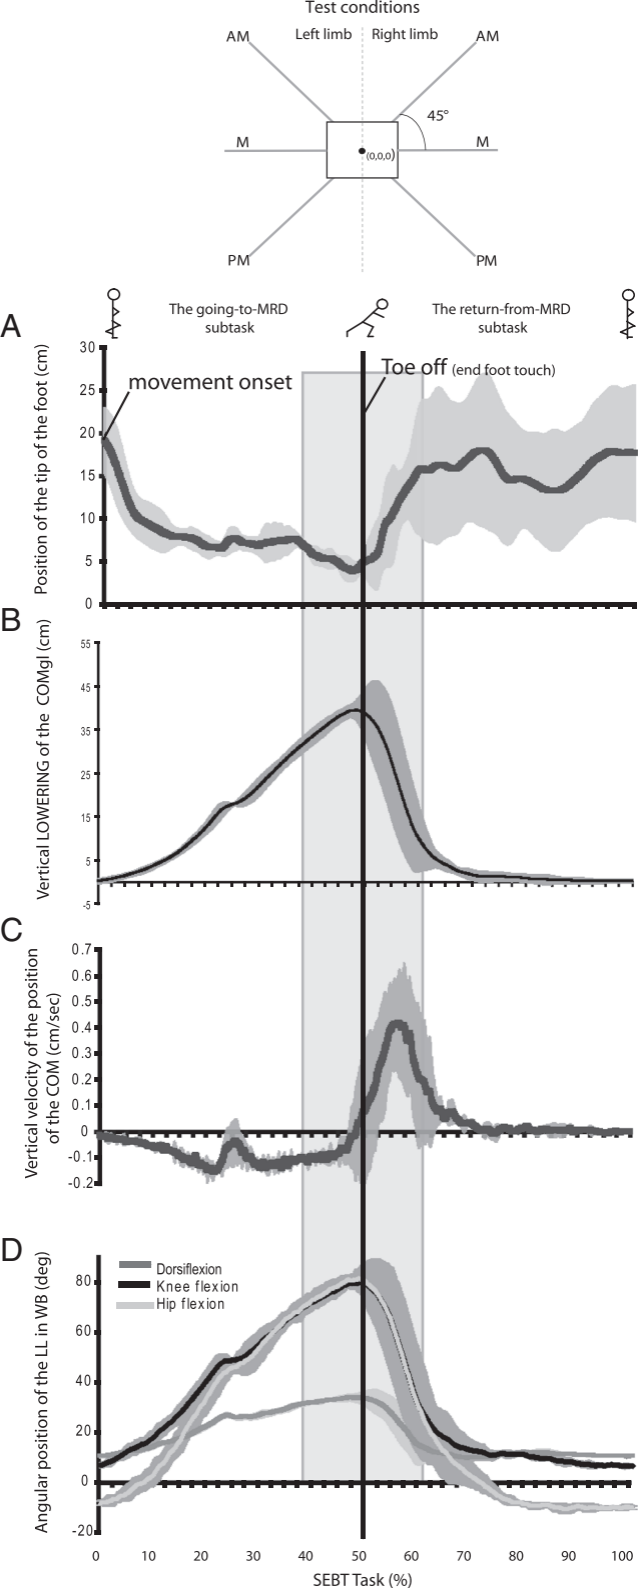 Test conditions
Left limb
Right limb
AM
AM
45°
M
(0,0,0)
M
PM
PM
The going-to-MRD
subtask
The return-from-MRD
subtask
A
Position of the tip of the foot (cm)
30
25
20
15
10
5
0
movement onset
Toe off (end foot touch)
B
Vertical LOWERING of the COMgl (cm)
55
45
35
25
15
5
-5
C
Vertical velocity of the position
of the COM (cm/sec)
0.7
0.6
0.5
0.4
0.3
0.2
0.1
0
-0.1
-0.2
D
Angular position of the LL in WB (deg)
80
60
40
20
0
-20
Dorsiflexion
Knee flexion
Hip flexion
0 10 20 30 40 50 60 70 80 90 100
SEBT Task (%)